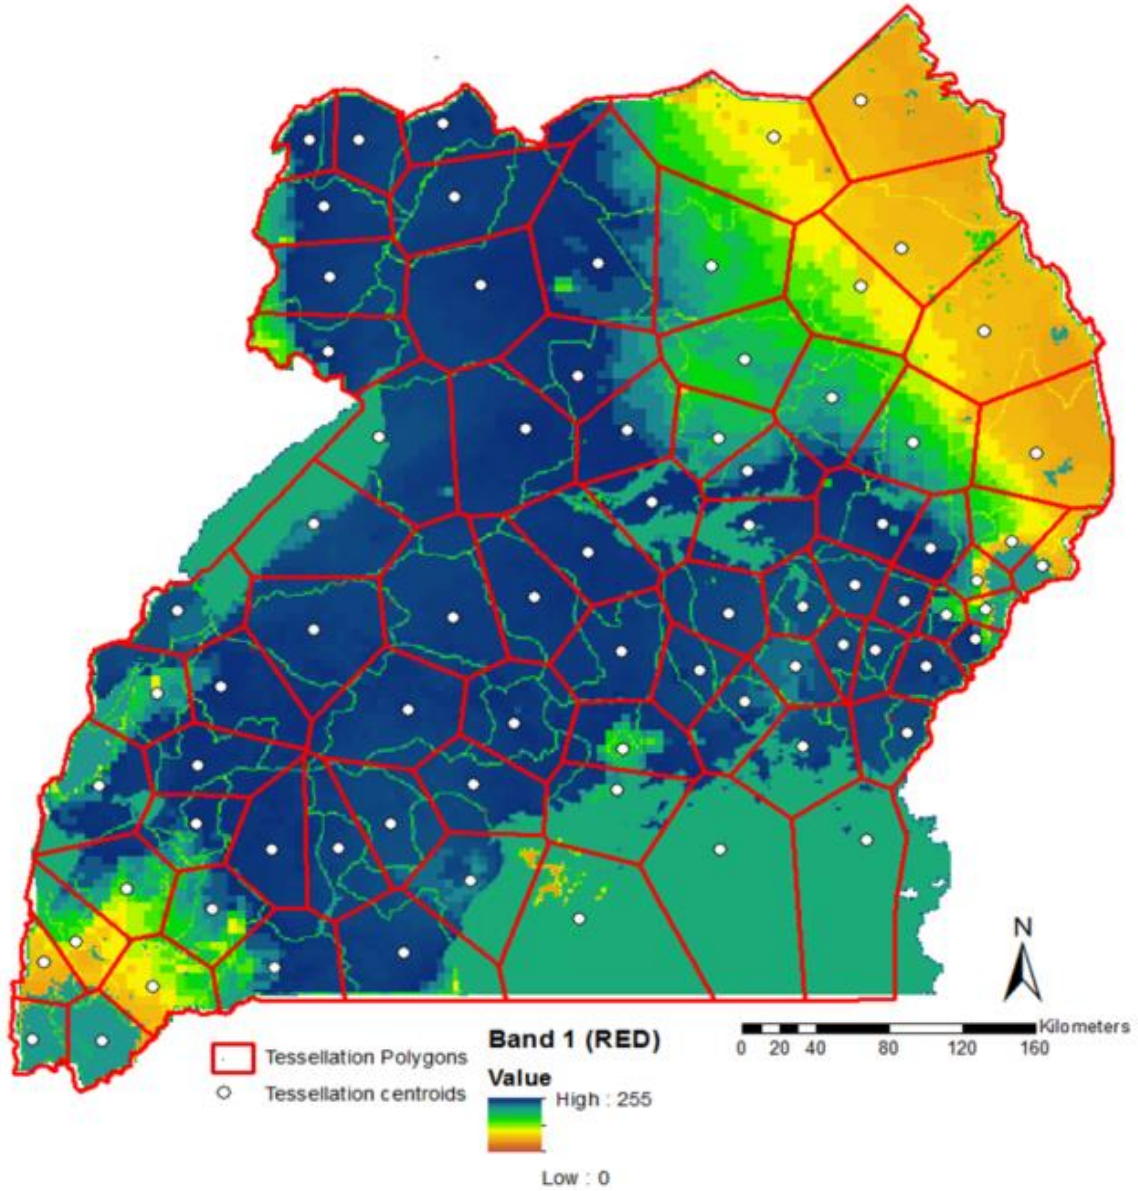 N
Kilometers
0 20 40 80 120 160
Tessellation Polygons
Tessellation centroids
Band 1 (RED)
Value
High : 255
Low : 0